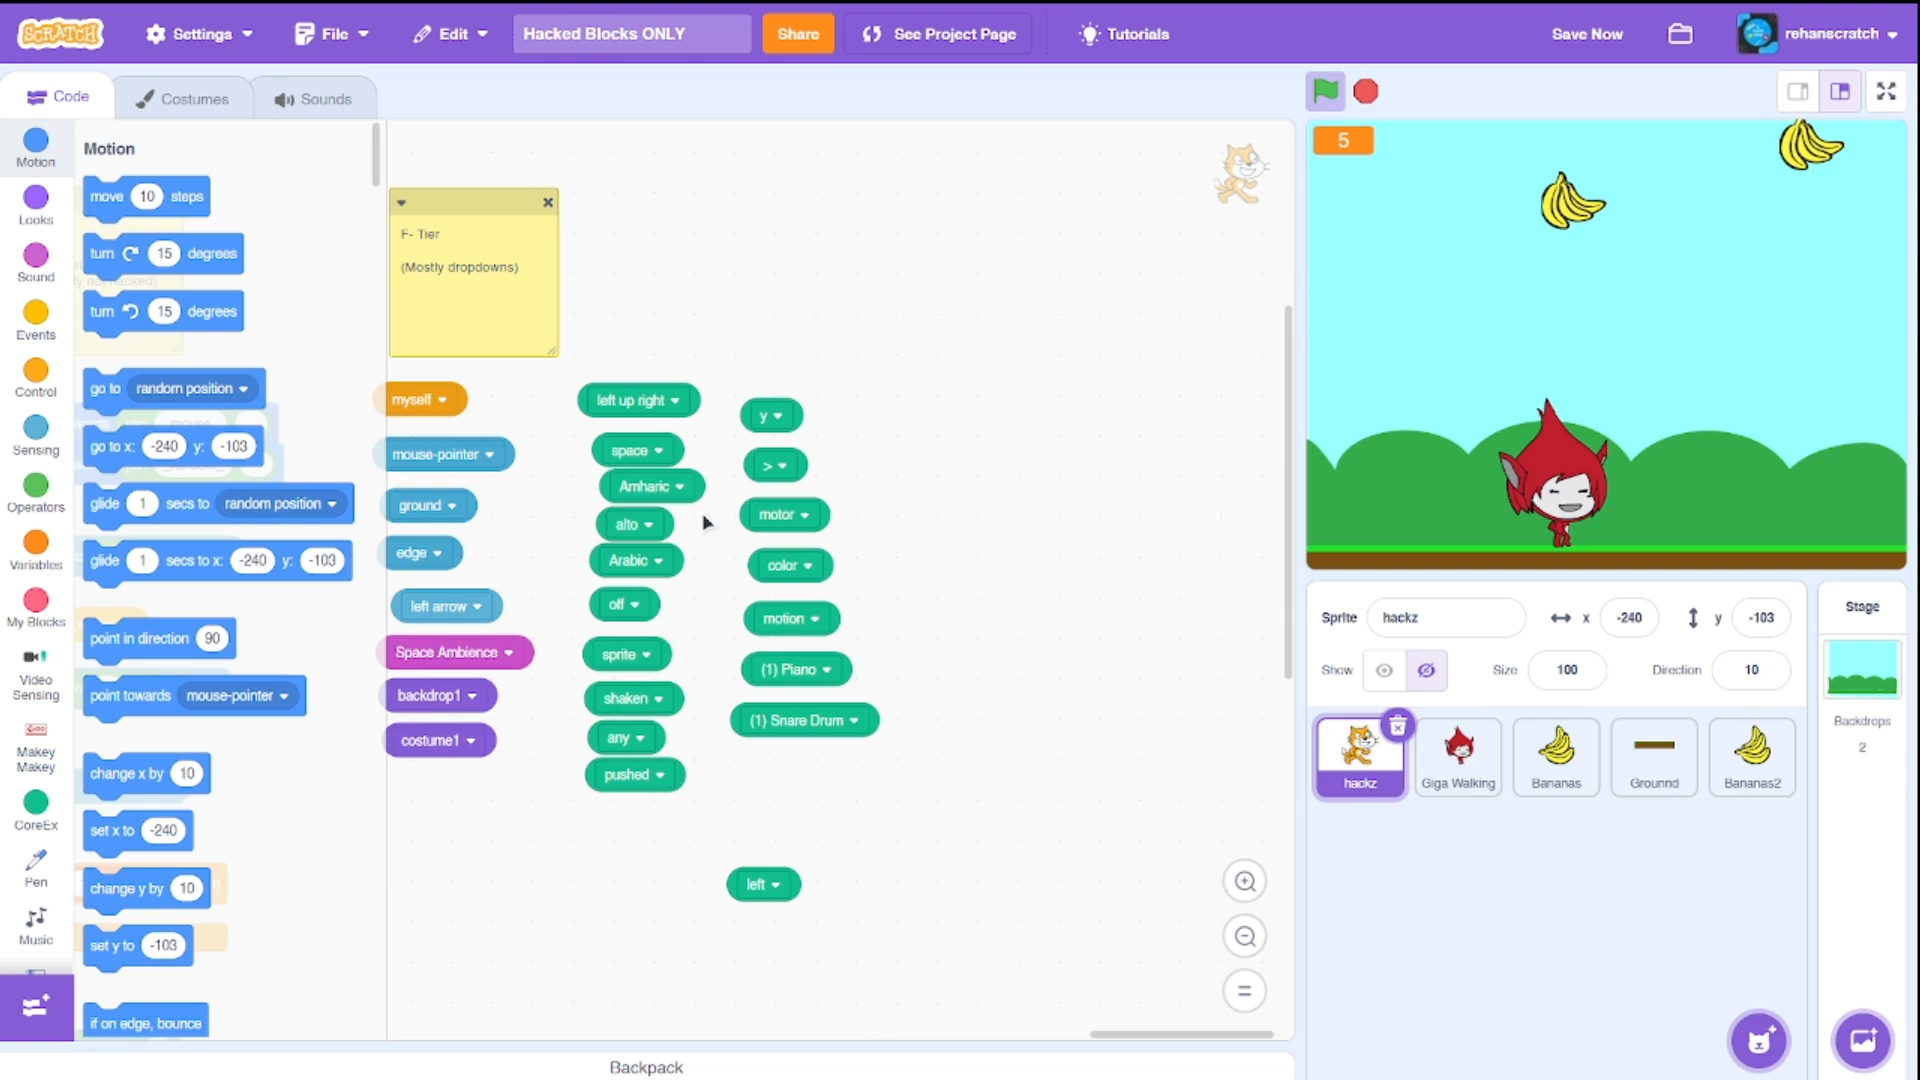 SCRATCH
Settings
File
Edit
Hacked Blocks ONLY
Share
See Project Page
Tutorials
Save Now
rehanscratch
Code
Costumes
Sounds
Motion
Looks
Sound
Events
Control
Sensing
Operators
Variables
My Blocks
Video
Sensing
Makey
Makey
CoreEx
Pen
Music
Motion
move 10 steps
turn 15 degrees
turn 15 degrees
go to random position
go to x: -240 y: -103
glide 1 secs to random position
glide 1 secs to x: -240 y: -103
point in direction 90
point towards mouse-pointer
change x by 10
set x to -240
change y by 10
set y to -103
if on edge, bounce
F- Tier
(Mostly dropdowns)
myself
mouse-pointer
ground
edge
left arrow
Space Ambience
backdrop1
costume1
left up right
space
Amharic
alto
Arabic
off
sprite
shaken
any
pushed
y
>
motor
color
motion
(1) Piano
(1) Snare Drum
left
Backpack
5
Sprite hackz x -240 y -103
Show Size 100 Direction 10
hackz
Giga Walking
Bananas
Grounnd
Bananas2
Stage
Backdrops
2